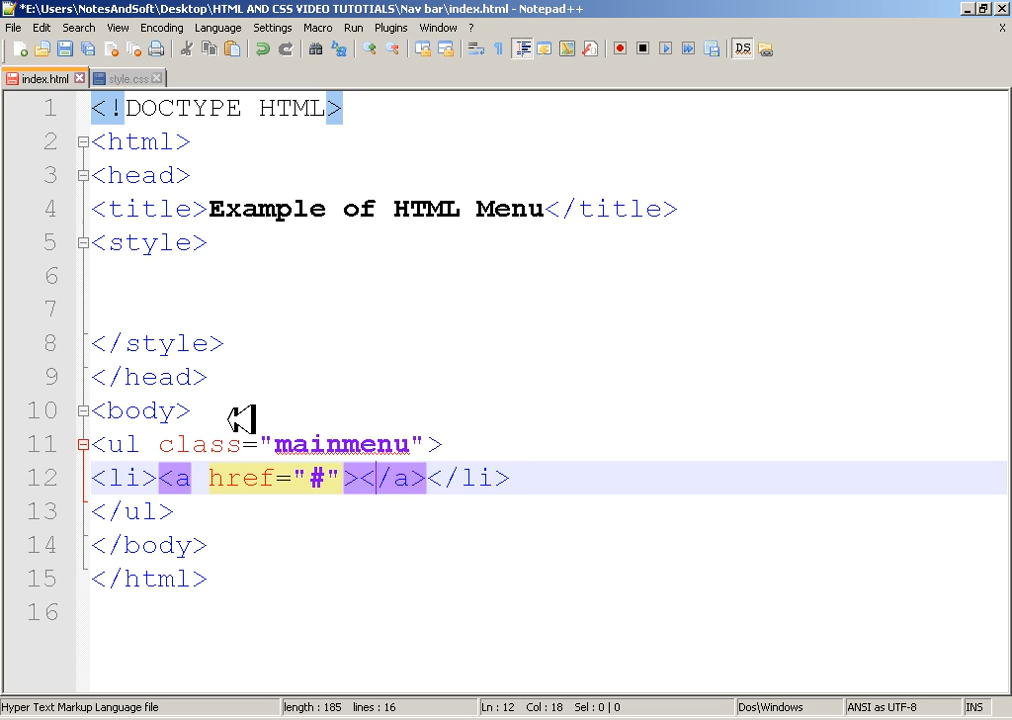 *E:\Users\NotesAndSoft\Desktop\HTML AND CSS VIDEO TUTOTIALS\Nav bar\index.html - Notepad++
File Edit Search View Encoding Language Settings Macro Run Plugins Window ? X
index.html style.css
1 <!DOCTYPE HTML>
2 <html>
3 <head>
4 <title>Example of HTML Menu</title>
5 <style>
6
7
8 </style>
9 </head>
10 <body>
11 <ul class="mainmenu">
12 <li><a href="#"></a></li>
13 </ul>
14 </body>
15 </html>
16
Hyper Text Markup Language file length : 185 lines : 16 Ln : 12 Col : 18 Sel : 0 | 0 Dos\Windows ANSI as UTF-8 INS